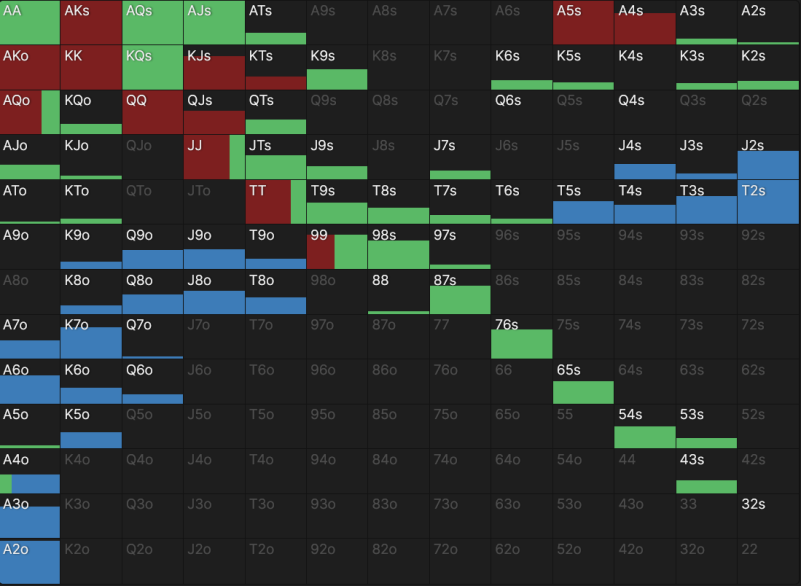 AA AKs AQs AJs ATs A9s A8s A7s A6s A5s A4s A3s A2s
AKo KK KQs KJs KTs K9s K8s K7s K6s K5s K4s K3s K2s
AQo KQo QQ QJs QTs Q9s Q8s Q7s Q6s Q5s Q4s Q3s Q2s
AJo KJo QJo JJ JTs J9s J8s J7s J6s J5s J4s J3s J2s
ATo KTo QTo JTo TT T9s T8s T7s T6s T5s T4s T3s T2s
A9o K9o Q9o J9o T9o 99 98s 97s 96s 95s 94s 93s 92s
A8o K8o Q8o J8o T8o 98o 88 87s 86s 85s 84s 83s 82s
A7o K7o Q7o J7o T7o 97o 87o 77 76s 75s 74s 73s 72s
A6o K6o Q6o J6o T6o 96o 86o 76o 66 65s 64s 63s 62s
A5o K5o Q5o J5o T5o 95o 85o 75o 65o 55 54s 53s 52s
A4o K4o Q4o J4o T4o 94o 84o 74o 64o 54o 44 43s 42s
A3o K3o Q3o J3o T3o 93o 83o 73o 63o 53o 43o 33 32s
A2o K2o Q2o J2o T2o 92o 82o 72o 62o 52o 42o 32o 22